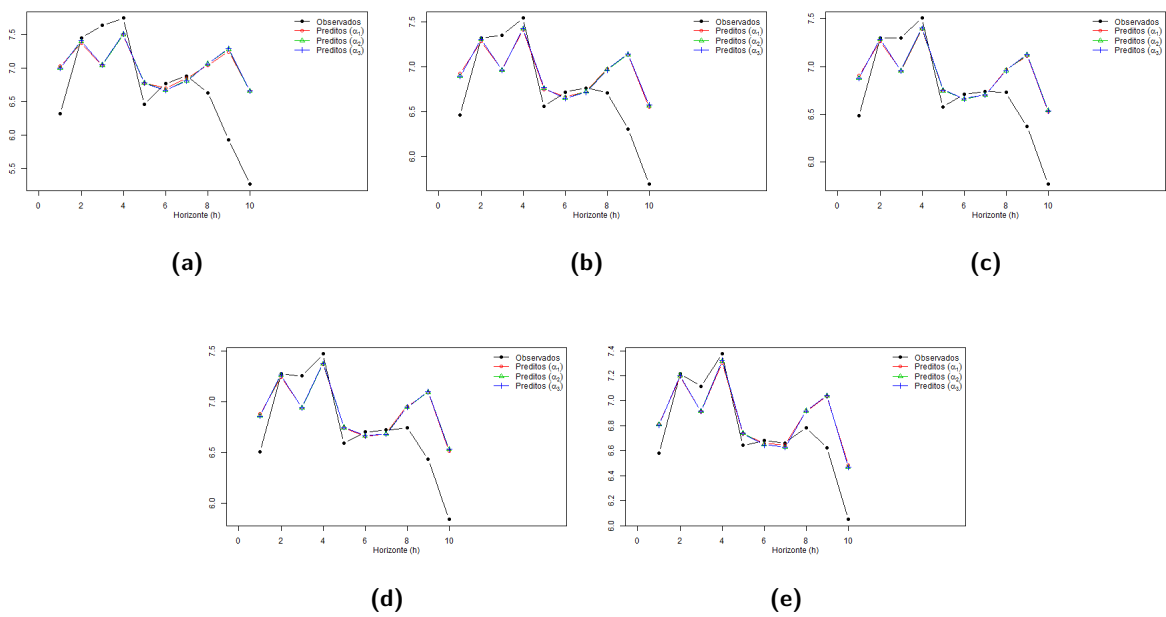 Observados
Preditos (α1)
Preditos (α2)
Preditos (α3)
7.5
7.0
6.5
6.0
5.5
0 2 4 6 8 10
Horizonte (h)
(a)
Observados
Preditos (α1)
Preditos (α2)
Preditos (α3)
7.5
7.0
6.5
6.0
0 2 4 6 8 10
Horizonte (h)
(b)
Observados
Preditos (α1)
Preditos (α2)
Preditos (α3)
7.5
7.0
6.5
6.0
0 2 4 6 8 10
Horizonte (h)
(c)
Observados
Preditos (α1)
Preditos (α2)
Preditos (α3)
7.5
7.0
6.5
6.0
0 2 4 6 8 10
Horizonte (h)
(d)
Observados
Preditos (α1)
Preditos (α2)
Preditos (α3)
7.4
7.2
7.0
6.8
6.6
6.4
6.2
6.0
0 2 4 6 8 10
Horizonte (h)
(e)